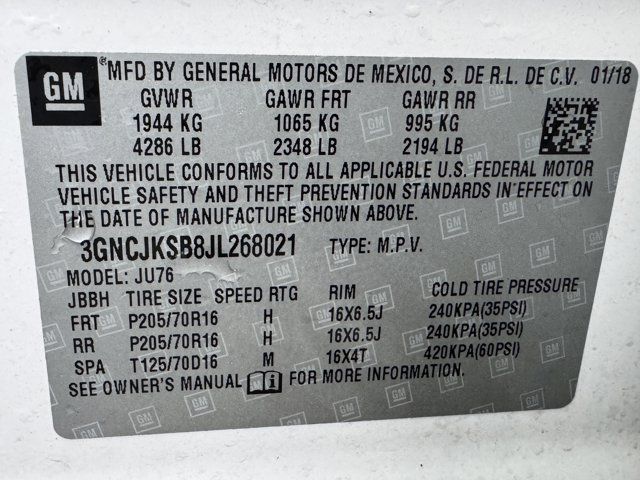 GM ® MFD BY GENERAL MOTORS DE MEXICO, S. DE R.L. DE C.V. 01/18
GVWR GAWR FRT GAWR RR
1944 KG 1065 KG 995 KG
4286 LB 2348 LB 2194 LB
THIS VEHICLE CONFORMS TO ALL APPLICABLE U.S. FEDERAL MOTOR
VEHICLE SAFETY AND THEFT PREVENTION STANDARDS IN EFFECT ON
THE DATE OF MANUFACTURE SHOWN ABOVE.
3GNCJKSB8JL268021 TYPE: M.P.V.
MODEL: JU76
JBBH TIRE SIZE SPEED RTG RIM COLD TIRE PRESSURE
FRT P205/70R16 H 16X6.5J 240KPA(35PSI)
RR P205/70R16 H 16X6.5J 240KPA(35PSI)
SPA T125/70D16 M 16X4T 420KPA(60PSI)
SEE OWNER'S MANUAL FOR MORE INFORMATION.